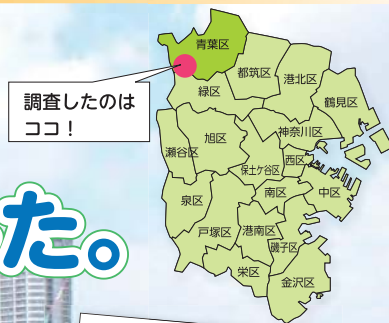 調査したのは
ココ！
青葉区
都筑区
港北区
緑区
鶴見区
神奈川区
旭区
瀬谷区
保土ケ谷区
西区
泉区
南区
中区
戸塚区
港南区
磯子区
栄区
金沢区
た。